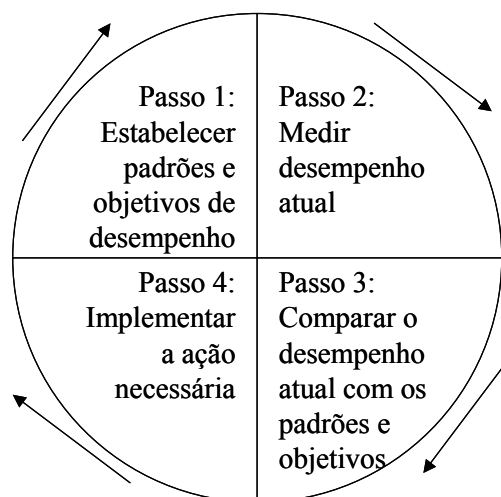 Passo 1:
Estabelecer
padrões e
objetivos de
desempenho
Passo 2:
Medir
desempenho
atual
Passo 3:
Comparar o
desempenho
atual com os
padrões e
objetivos
Passo 4:
Implementar
a ação
necessária